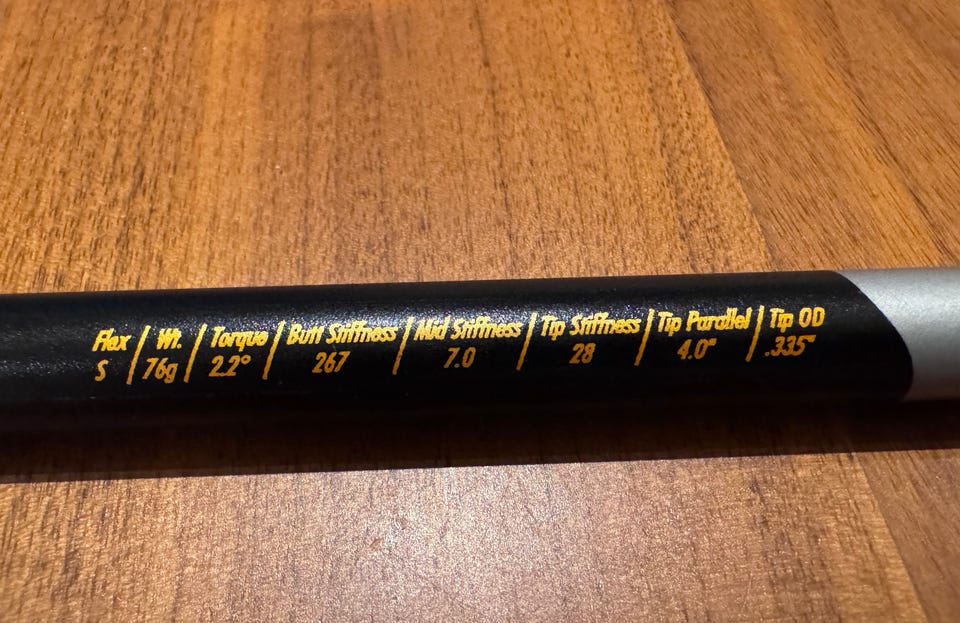 Flex / Wt. / Torque / Butt Stiffness / Mid Stiffness / Tip Stiffness / Tip Parallel / Tip OD
S / 76g / 2.2° / 267 / 7.0 / 28 / 4.0" / .335"